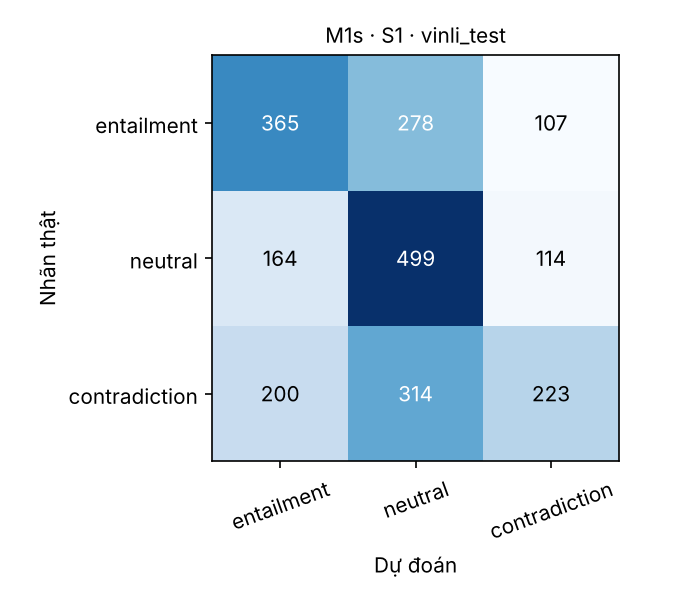 M1s · S1 · vinli_test
entailment 365 278 107
neutral 164 499 114
contradiction 200 314 223
Nhãn thật
entailment neutral contradiction
Dự đoán